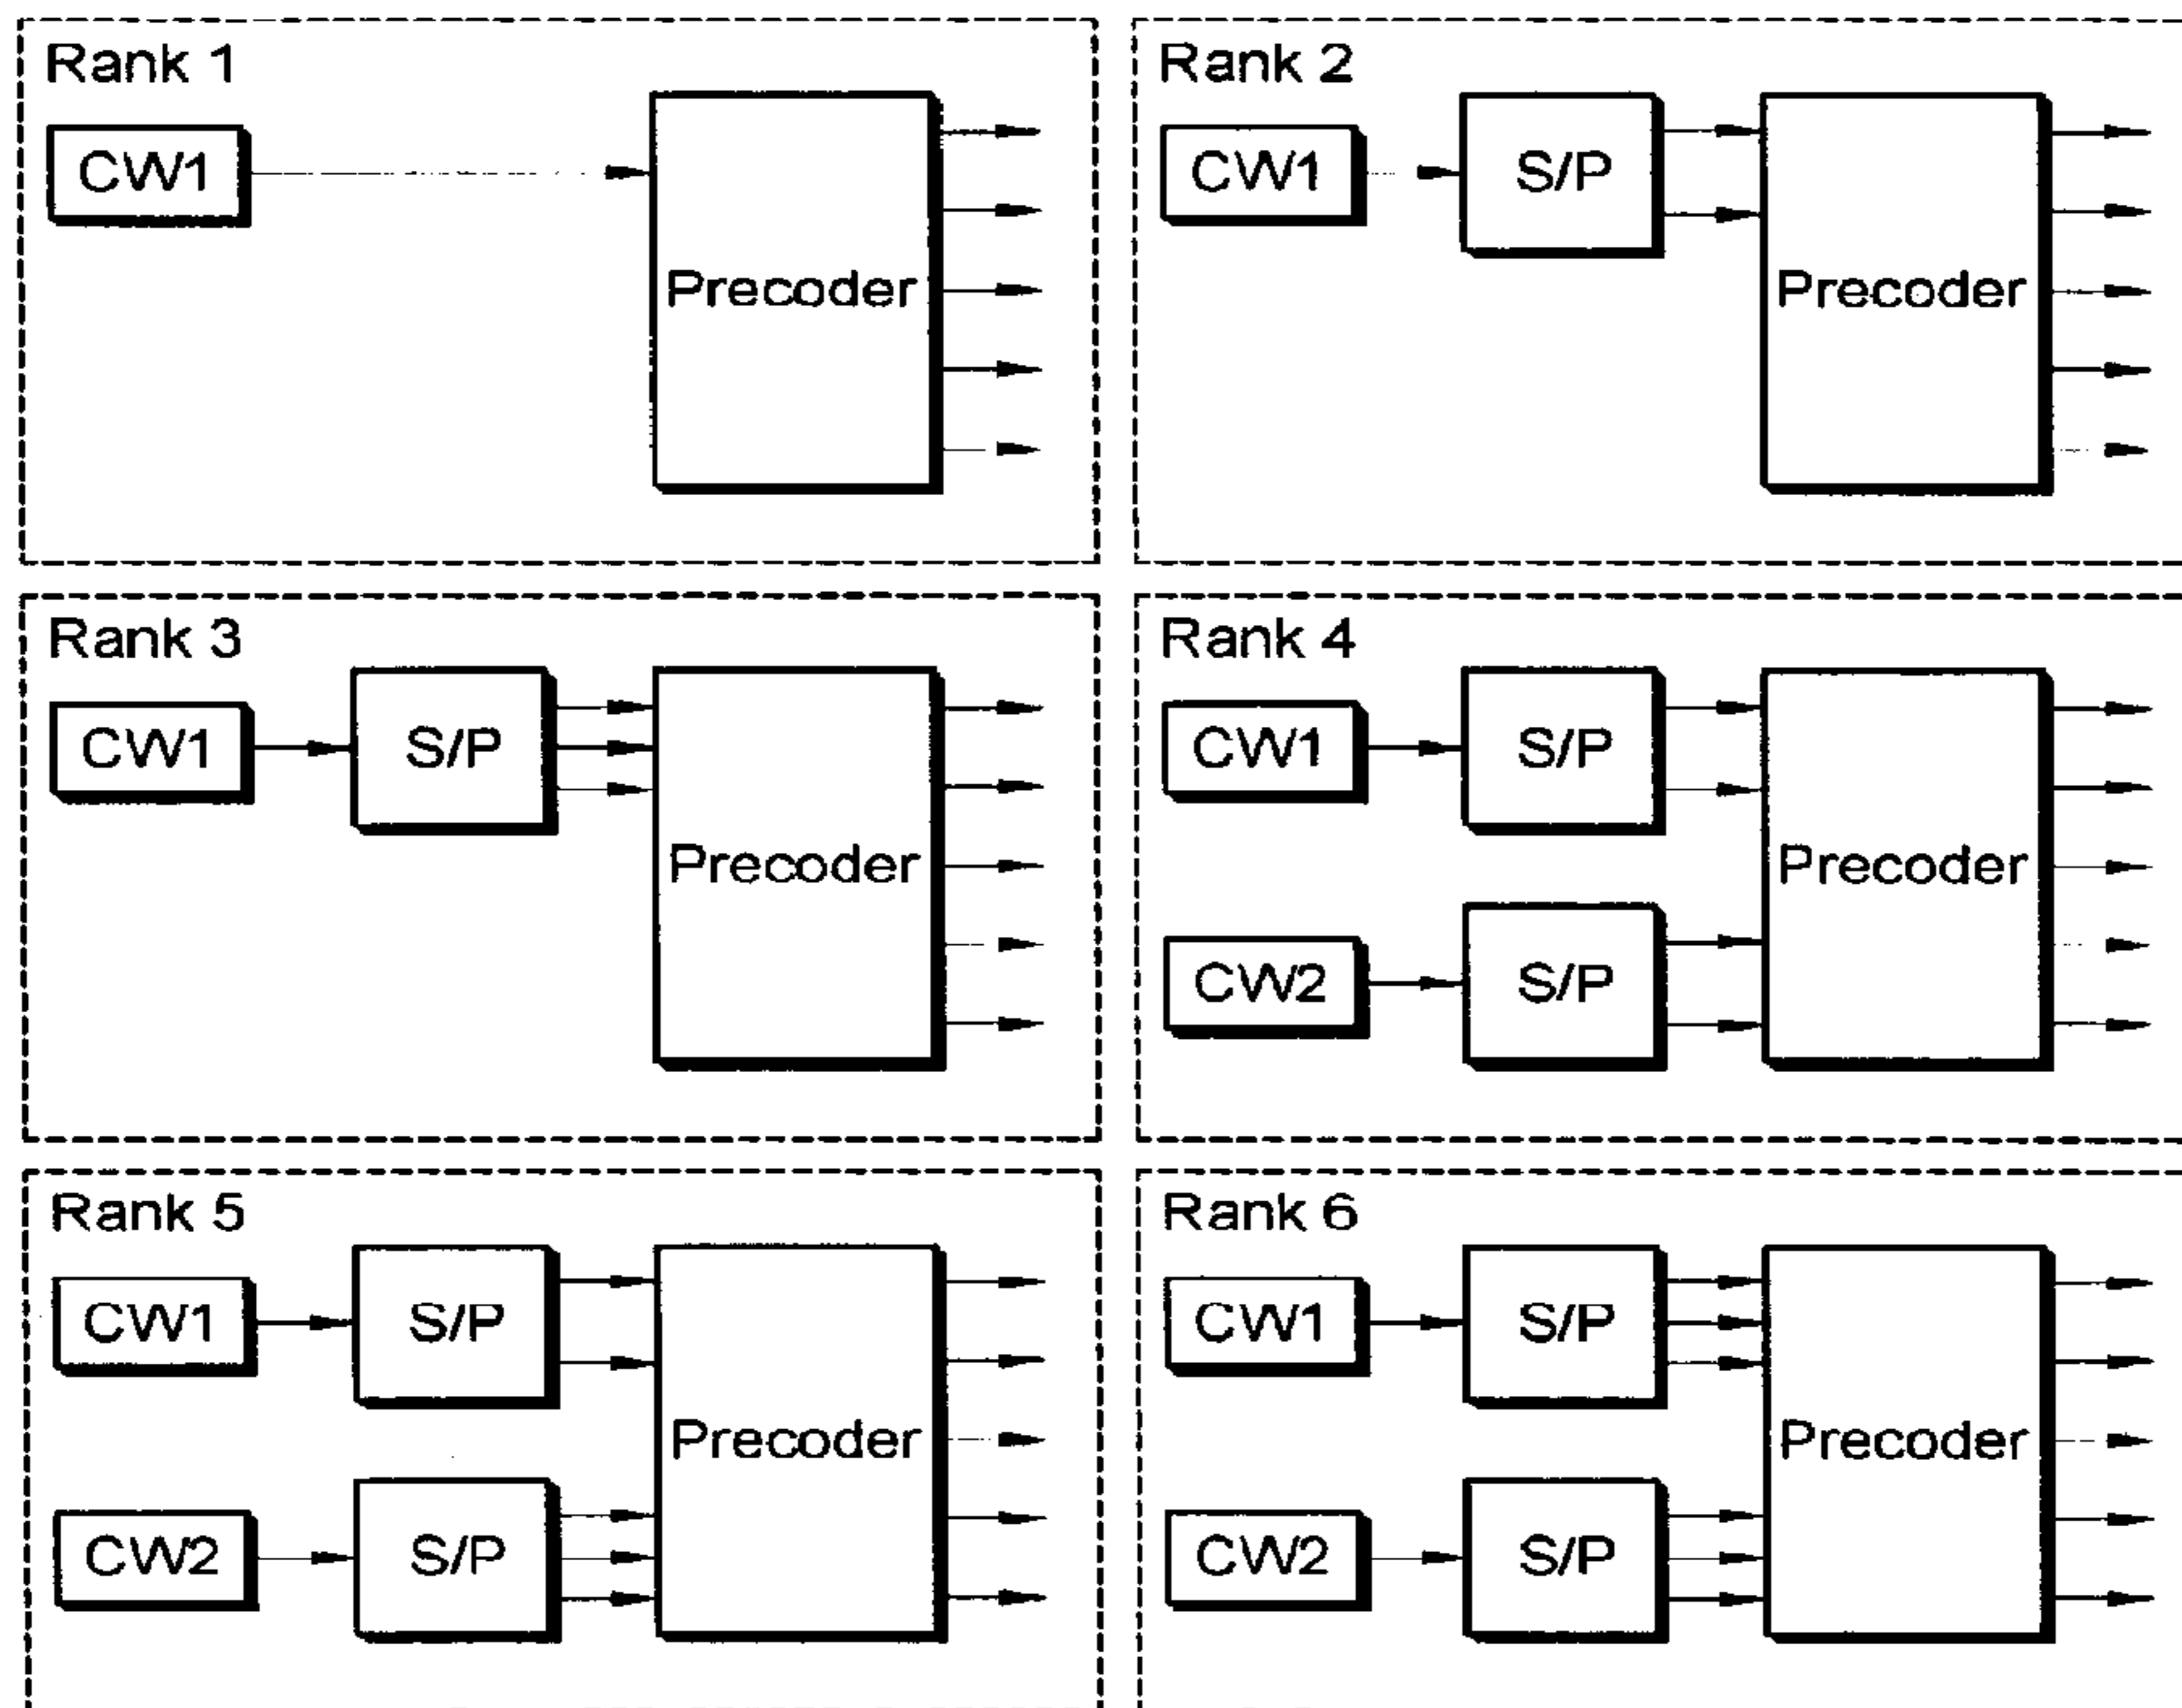 Rank 1
CW1
Precoder
Rank 2
CW1
S/P
Precoder
Rank 3
CW1
S/P
Precoder
Rank 4
CW1
S/P
CW2
S/P
Precoder
Rank 5
CW1
S/P
CW2
S/P
Precoder
Rank 6
CW1
S/P
CW2
S/P
Precoder